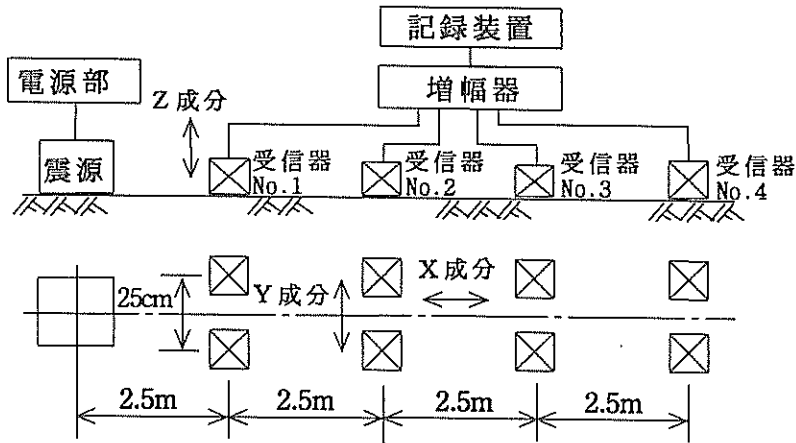 記録装置
電源部
増幅器
Z成分
震源
受信器
No.1
受信器
No.2
受信器
No.3
受信器
No.4
25cm
Y成分
X成分
2.5m
2.5m
2.5m
2.5m